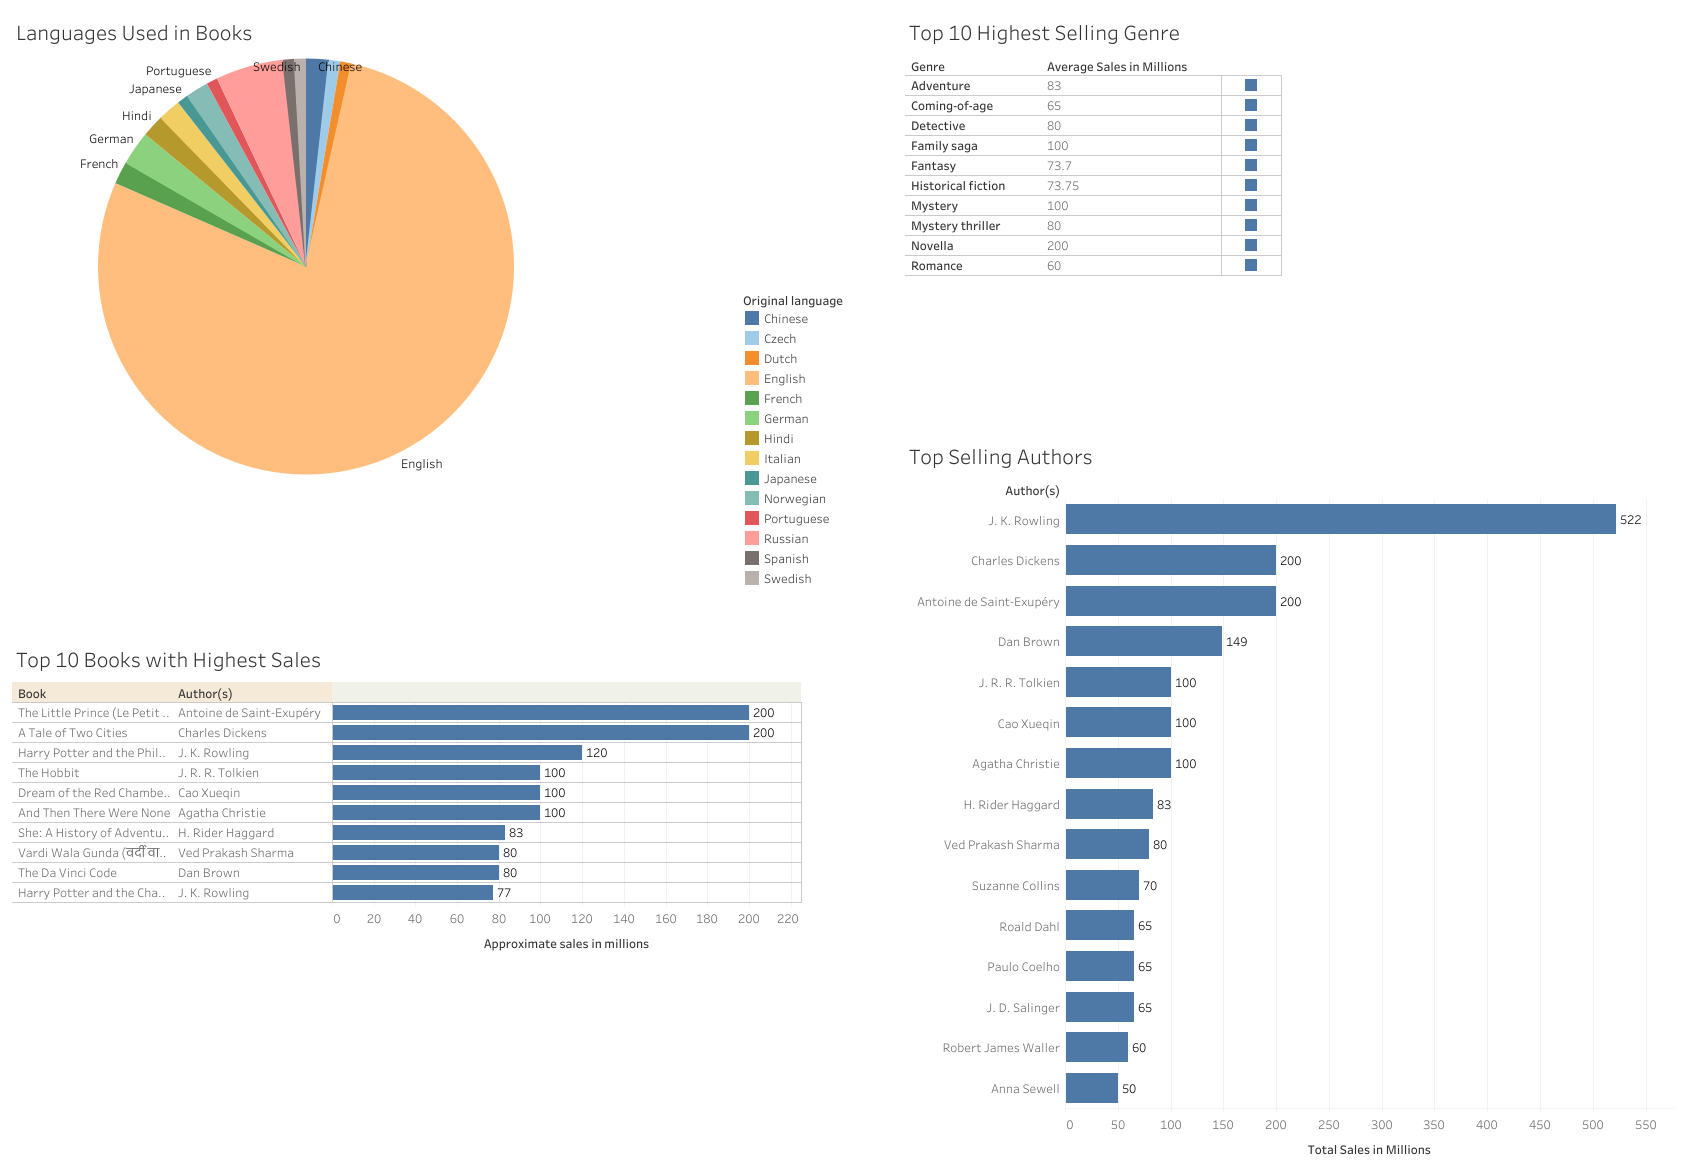 Languages Used in Books
Swedish
Chinese
Portuguese
Japanese
Hindi
German
French
English
Original language
Chinese
Czech
Dutch
English
French
German
Hindi
Italian
Japanese
Norwegian
Portuguese
Russian
Spanish
Swedish
Top 10 Books with Highest Sales
Book Author(s)
The Little Prince (Le Petit .. Antoine de Saint-Exupéry 200
A Tale of Two Cities Charles Dickens 200
Harry Potter and the Phil.. J. K. Rowling 120
The Hobbit J. R. R. Tolkien 100
Dream of the Red Chambe.. Cao Xueqin 100
And Then There Were None Agatha Christie 100
She: A History of Adventu.. H. Rider Haggard 83
Vardi Wala Gunda (वर्दी वा.. Ved Prakash Sharma 80
The Da Vinci Code Dan Brown 80
Harry Potter and the Cha.. J. K. Rowling 77
0 20 40 60 80 100 120 140 160 180 200 220
Approximate sales in millions
Top 10 Highest Selling Genre
Genre Average Sales in Millions
Adventure 83
Coming-of-age 65
Detective 80
Family saga 100
Fantasy 73.7
Historical fiction 73.75
Mystery 100
Mystery thriller 80
Novella 200
Romance 60
Top Selling Authors
Author(s)
J. K. Rowling 522
Charles Dickens 200
Antoine de Saint-Exupéry 200
Dan Brown 149
J. R. R. Tolkien 100
Cao Xueqin 100
Agatha Christie 100
H. Rider Haggard 83
Ved Prakash Sharma 80
Suzanne Collins 70
Roald Dahl 65
Paulo Coelho 65
J. D. Salinger 65
Robert James Waller 60
Anna Sewell 50
0 50 100 150 200 250 300 350 400 450 500 550
Total Sales in Millions